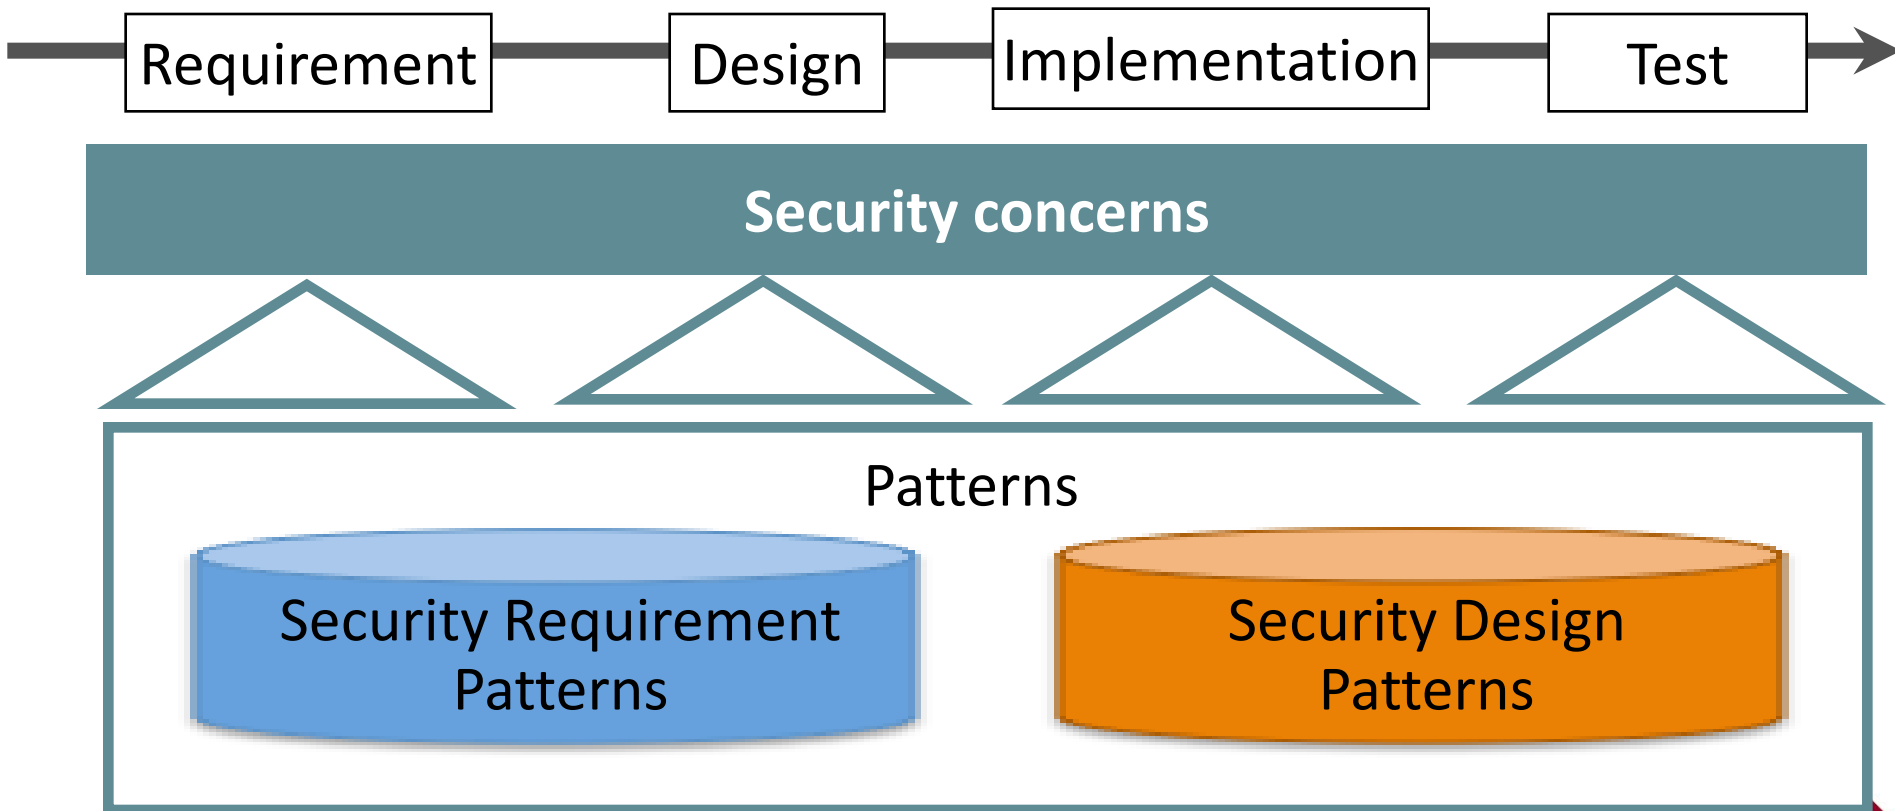 Requirement
Design
Implementation
Test
Security concerns
Patterns
Security Requirement
Patterns
Security Design
Patterns